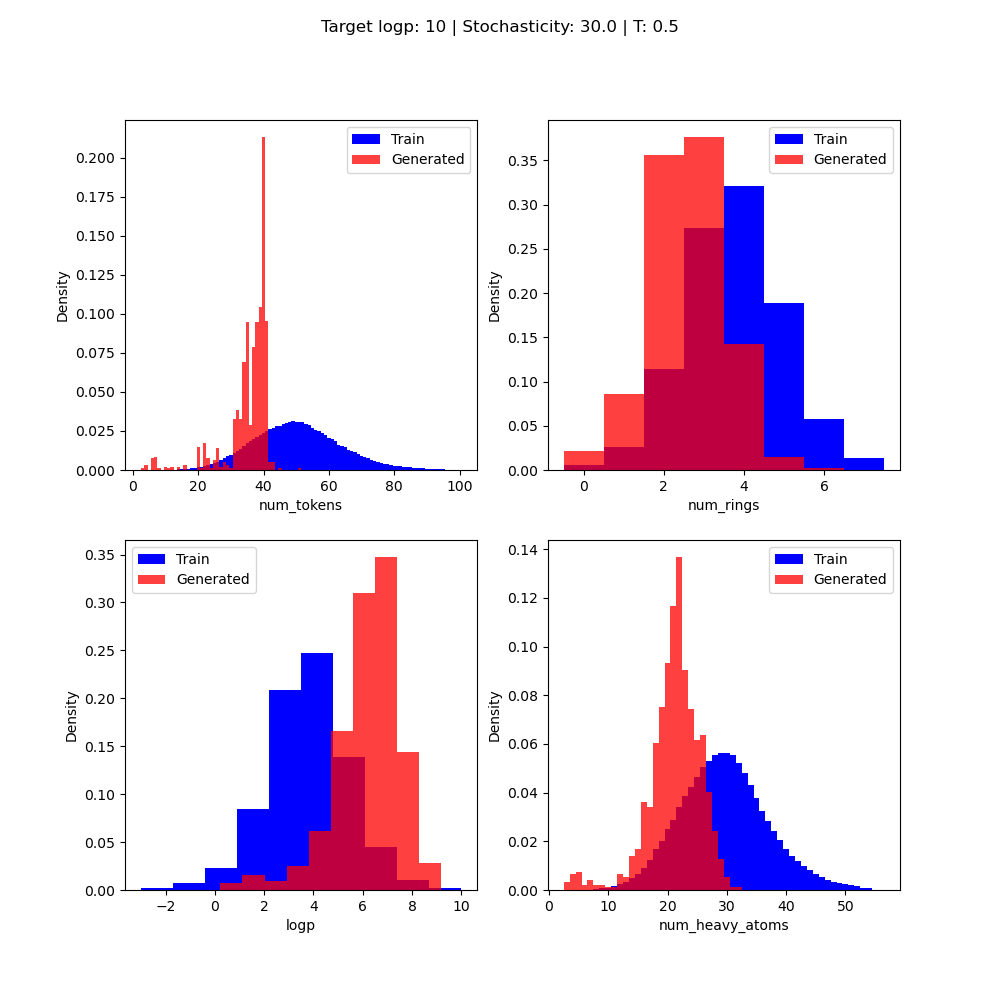 Target logp: 10 | Stochasticity: 30.0 | T: 0.5
Train
Generated
0.200
0.175
0.150
0.125
0.100
0.075
0.050
0.025
0.000
Density
0 20 40 60 80 100
num_tokens
Train
Generated
0.35
0.30
0.25
0.20
0.15
0.10
0.05
0.00
Density
0 2 4 6
num_rings
Train
Generated
0.35
0.30
0.25
0.20
0.15
0.10
0.05
0.00
Density
−2 0 2 4 6 8 10
logp
Train
Generated
0.14
0.12
0.10
0.08
0.06
0.04
0.02
0.00
Density
0 10 20 30 40 50
num_heavy_atoms